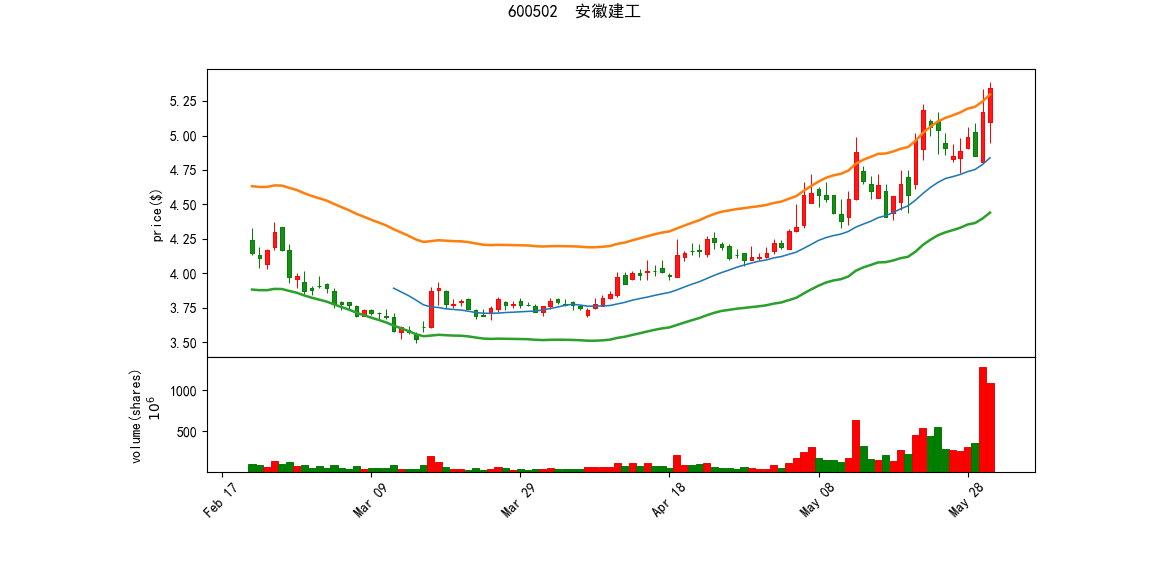 600502  安徽建工
price($)
5.25
5.00
4.75
4.50
4.25
4.00
3.75
3.50
volume(shares)
10^6
1000
500
Feb 17
Mar 09
Mar 29
Apr 18
May 08
May 28